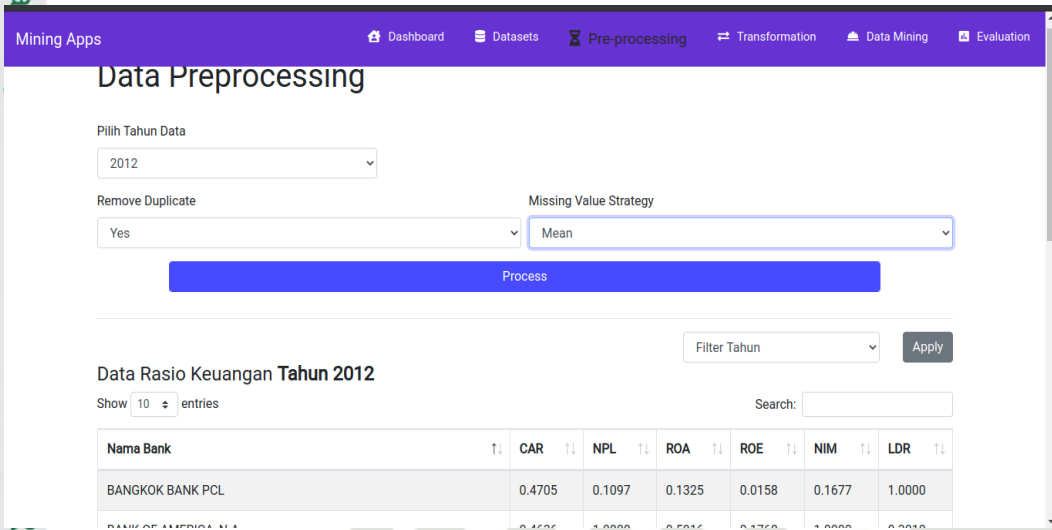 Mining Apps Dashboard Datasets Pre-processing Transformation Data Mining Evaluation
Data Preprocessing
Pilih Tahun Data
2012
Remove Duplicate Missing Value Strategy
Yes Mean
Process
Filter Tahun Apply
Data Rasio Keuangan Tahun 2012
Show 10 entries Search:
Nama Bank CAR NPL ROA ROE NIM LDR
BANGKOK BANK PCL 0.4705 0.1097 0.1325 0.0158 0.1677 1.0000
BANK OF AMERICA, N.A